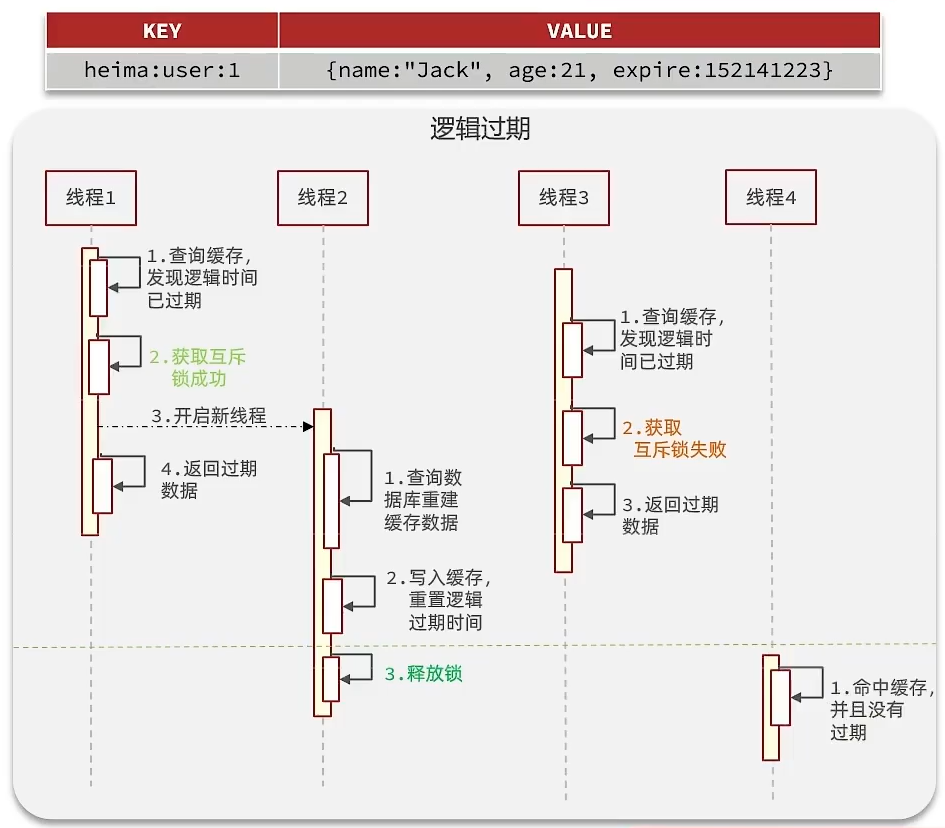 KEY VALUE
heima:user:1 {name:"Jack", age:21, expire:152141223}
逻辑过期
线程1
线程2
线程3
线程4
1.查询缓存，
发现逻辑时间
已过期
2.获取互斥
锁成功
3.开启新线程
4.返回过期
数据
1.查询数
据库重建
缓存数据
2.写入缓存，
重置逻辑
过期时间
3.释放锁
1.查询缓存，
发现逻辑时
间已过期
2.获取
互斥锁失败
3.返回过期
数据
1.命中缓存，
并且没有
过期